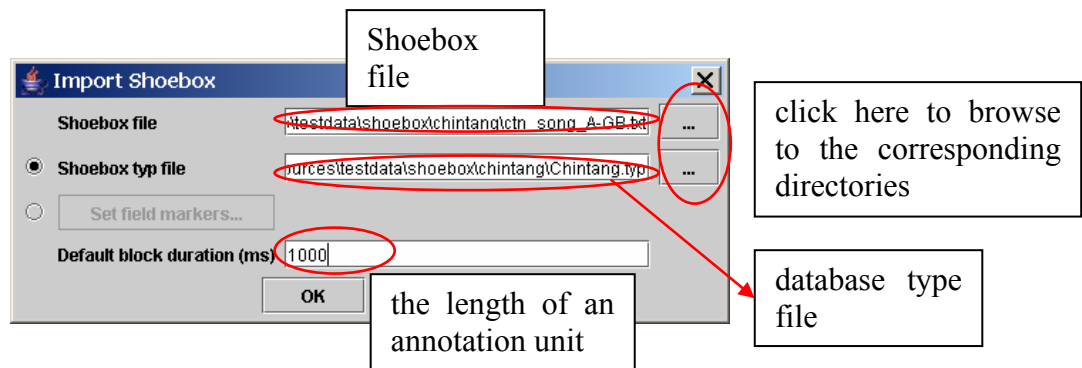 Shoebox
file
Import Shoebox
Shoebox file
\testdata\shoebox\chintang\ctn_song_A-GB.txt
...
Shoebox typ file
ources\testdata\shoebox\chintang\Chintang.typ
...
Set field markers...
Default block duration (ms)
1000
OK
click here to browse
to the corresponding
directories
database type
file
the length of an
annotation unit